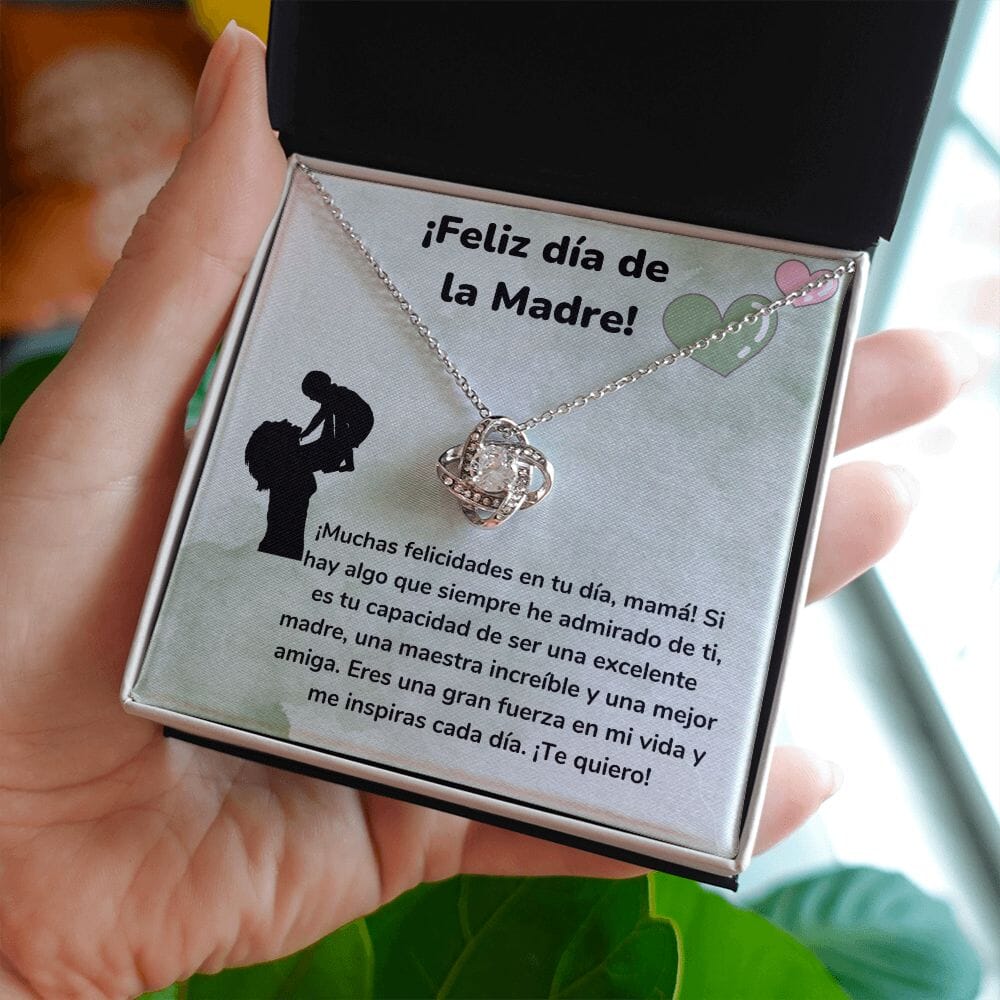 ¡Feliz día de
la Madre!
¡Muchas felicidades en tu día, mamá! Si
hay algo que siempre he admirado de ti,
es tu capacidad de ser una excelente
madre, una maestra increíble y una mejor
amiga. Eres una gran fuerza en mi vida y
me inspiras cada día. ¡Te quiero!